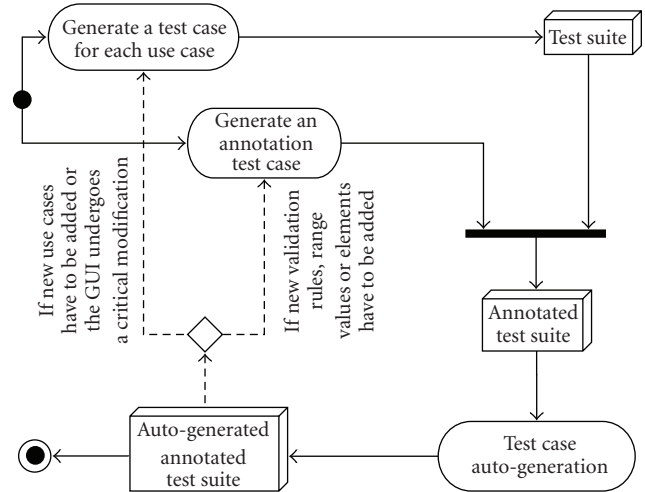 Generate a test case
for each use case
Test suite
Generate an
annotation
test case
If new use cases
have to be added or
the GUI undergoes
a critical modification
If new validation
rules, range
values or elements
have to be added
Annotated
test suite
Auto-generated
annotated
test suite
Test case
auto-generation